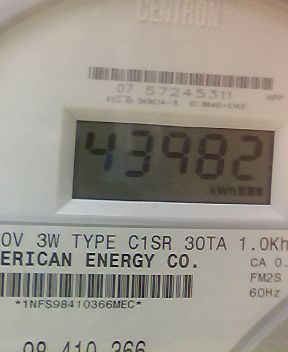 CENTRON®
07 57245311
43982
kWh
0V 3W TYPE C1SR 30TA 1.0Kh
ERICAN ENERGY CO.
CA 0.
FM2S
60Hz
*1NFS98410366MEC*
98 410 366